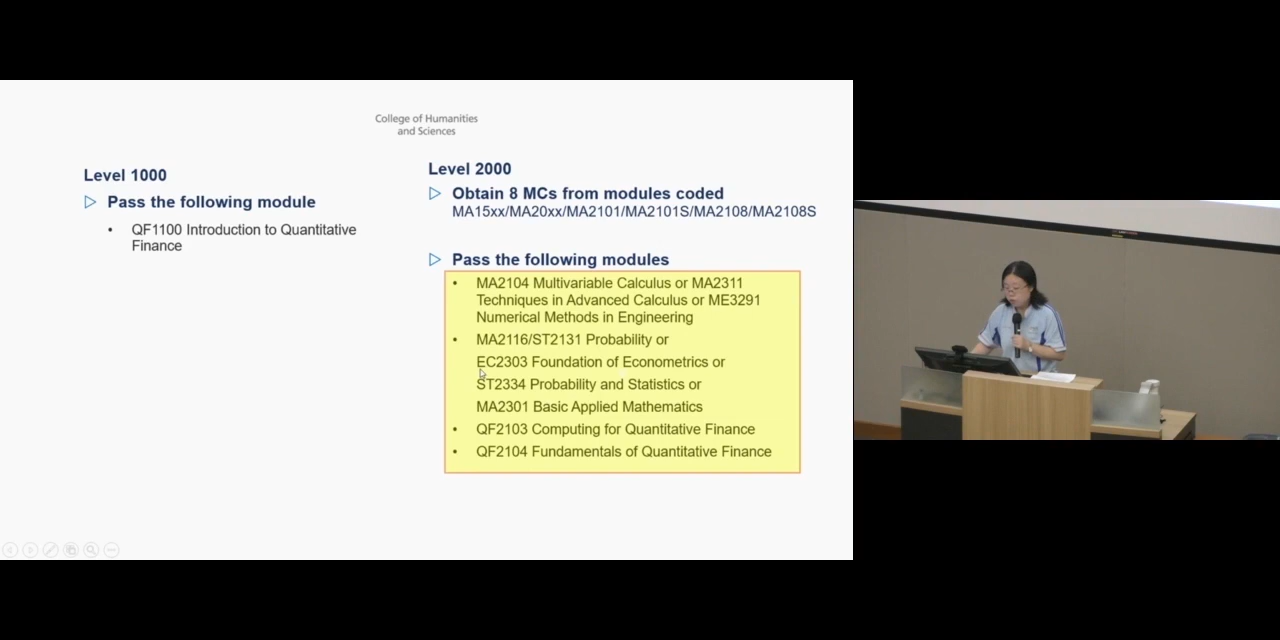 College of Humanities
and Sciences
Level 1000
Pass the following module
• QF1100 Introduction to Quantitative
Finance
Level 2000
Obtain 8 MCs from modules coded
MA15xx/MA20xx/MA2101/MA2101S/MA2108/MA2108S
Pass the following modules
• MA2104 Multivariable Calculus or MA2311
Techniques in Advanced Calculus or ME3291
Numerical Methods in Engineering
• MA2116/ST2131 Probability or
EC2303 Foundation of Econometrics or
ST2334 Probability and Statistics or
MA2301 Basic Applied Mathematics
• QF2103 Computing for Quantitative Finance
• QF2104 Fundamentals of Quantitative Finance